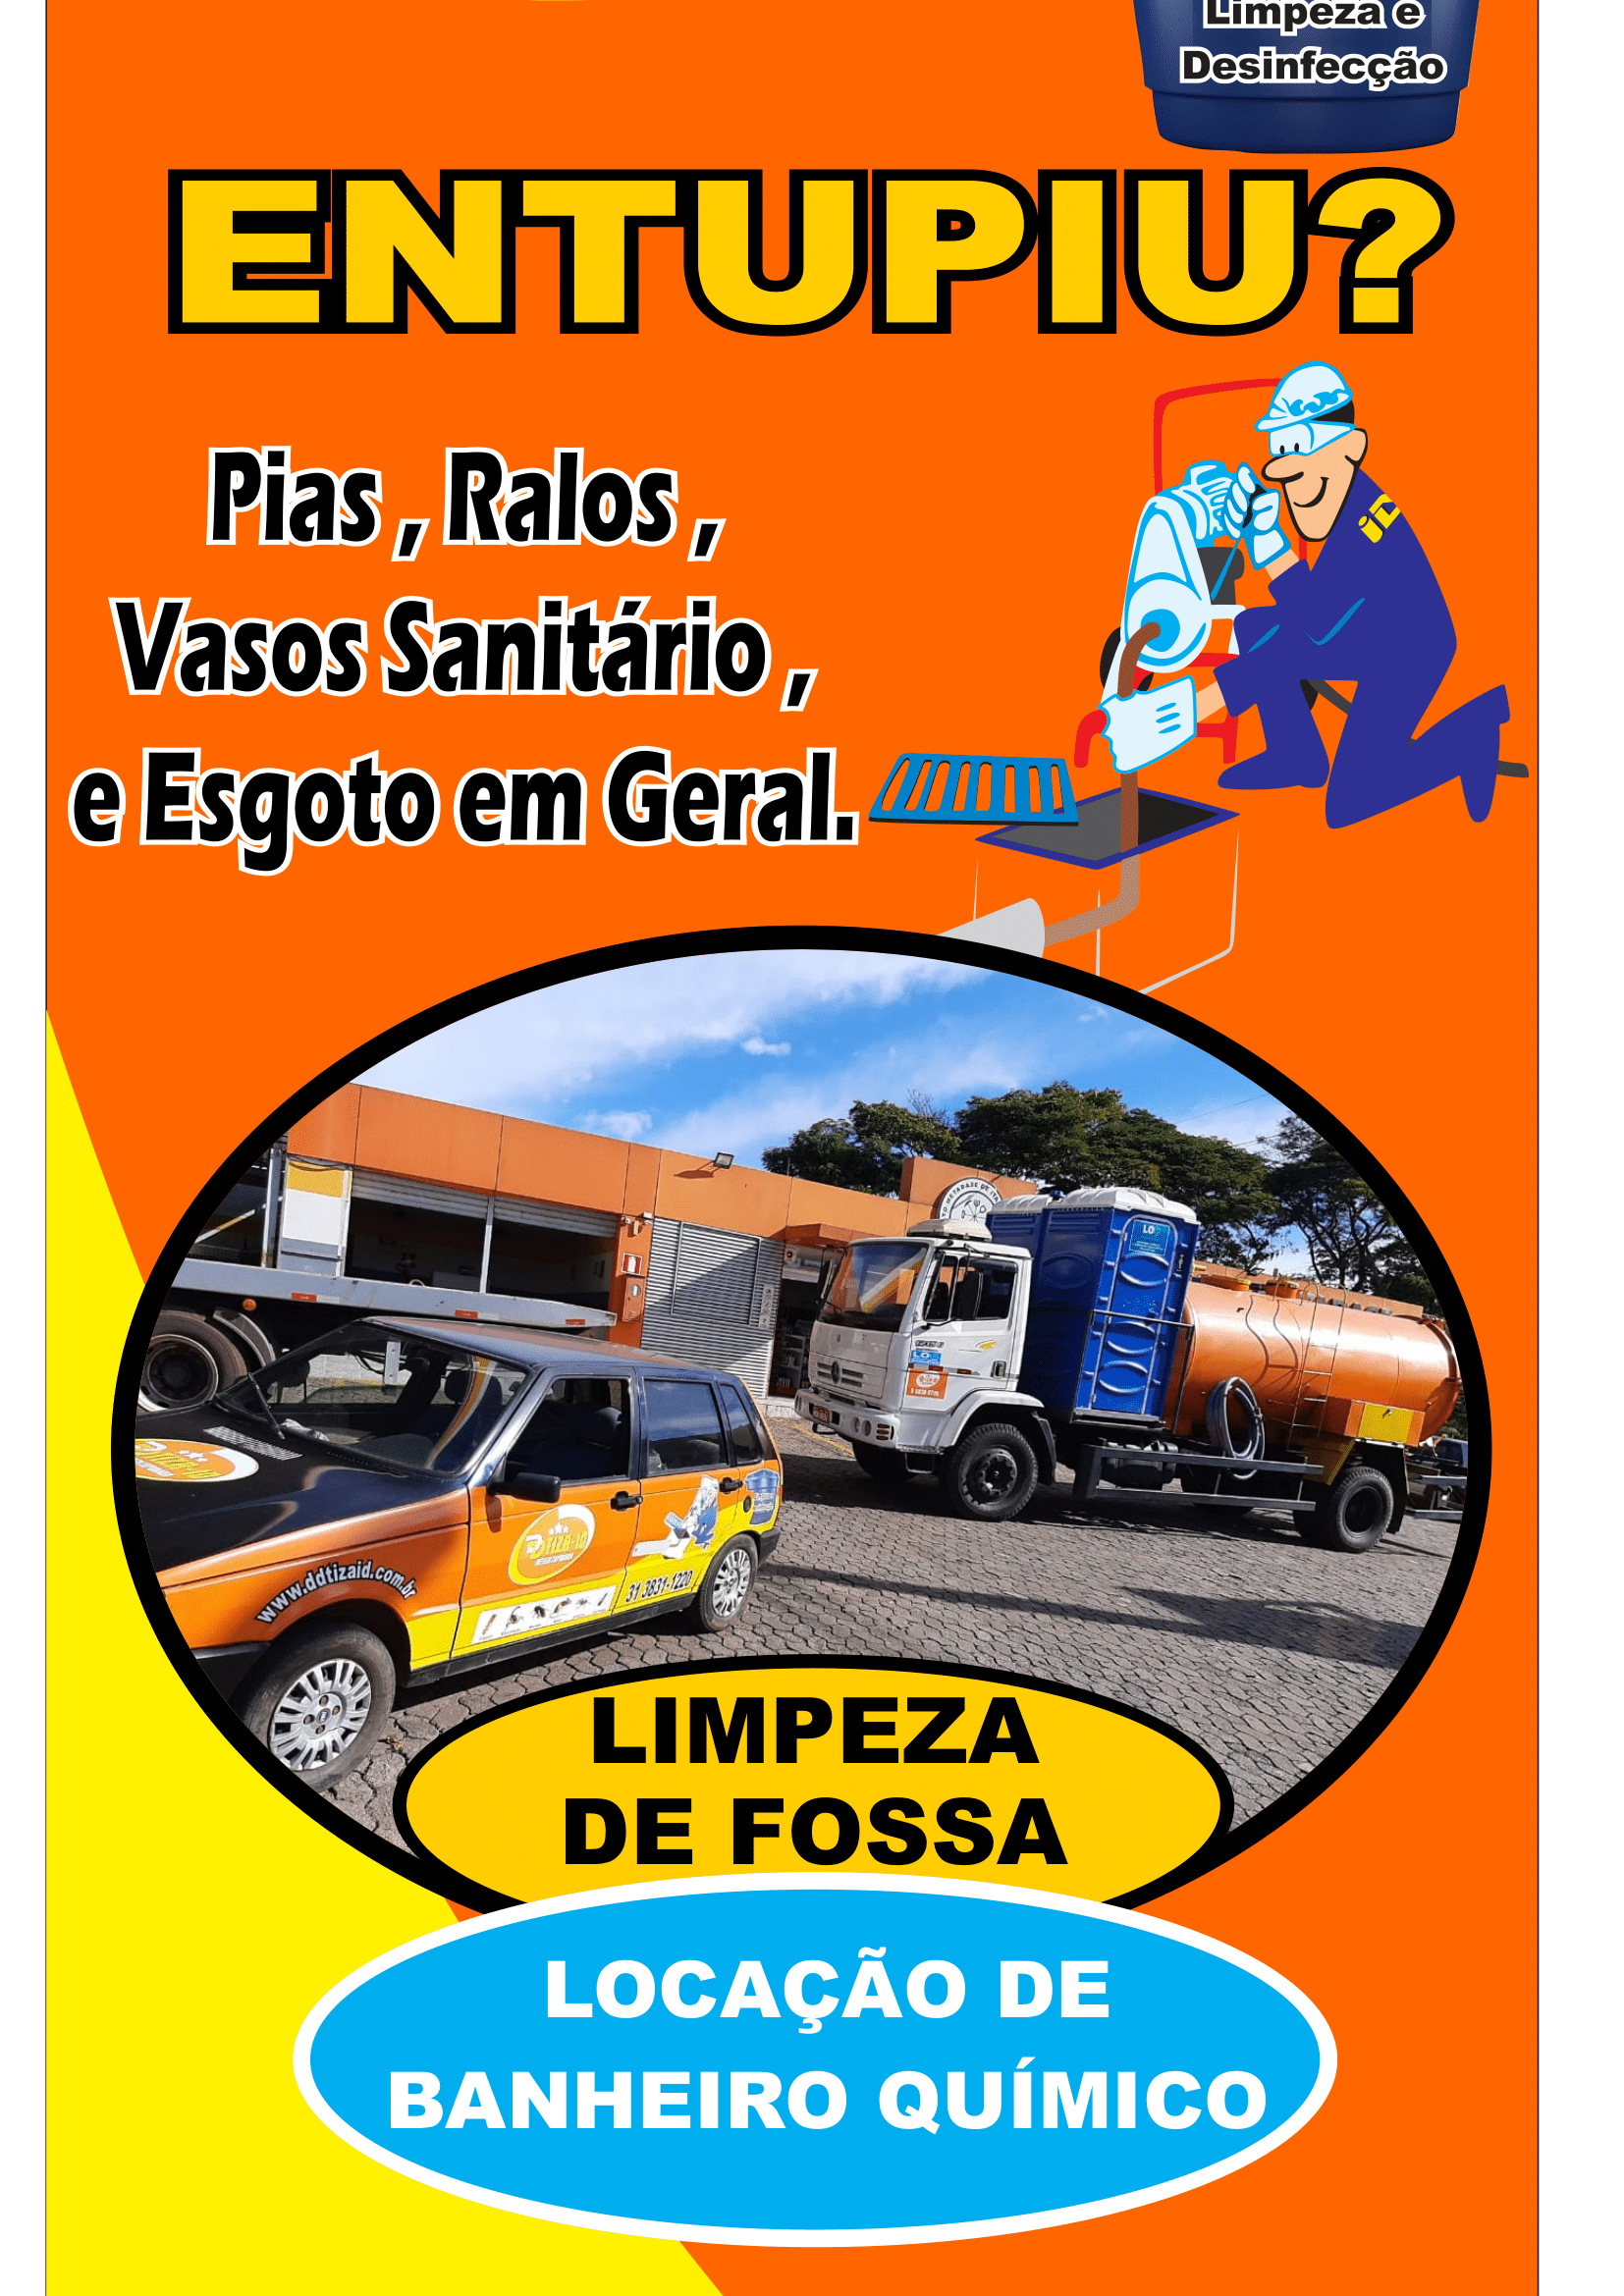 Limpeza e
Desinfecção
ENTUPIU?
Pias , Ralos ,
Vasos Sanitário ,
e Esgoto em Geral.
www.ddtizaid.com.br
31 3831-1220
LIMPEZA
DE FOSSA
LOCAÇÃO DE
BANHEIRO QUÍMICO